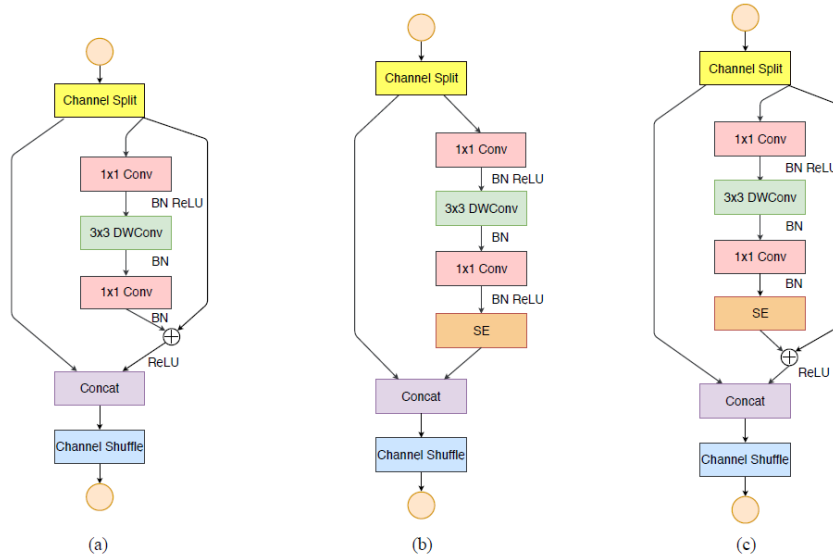 Channel Split
1x1 Conv
BN ReLU
3x3 DWConv
BN
1x1 Conv
BN
ReLU
Concat
Channel Shuffle
(a)
Channel Split
1x1 Conv
BN ReLU
3x3 DWConv
BN
1x1 Conv
BN ReLU
SE
Concat
Channel Shuffle
(b)
Channel Split
1x1 Conv
BN ReLU
3x3 DWConv
BN
1x1 Conv
BN
SE
ReLU
Concat
Channel Shuffle
(c)